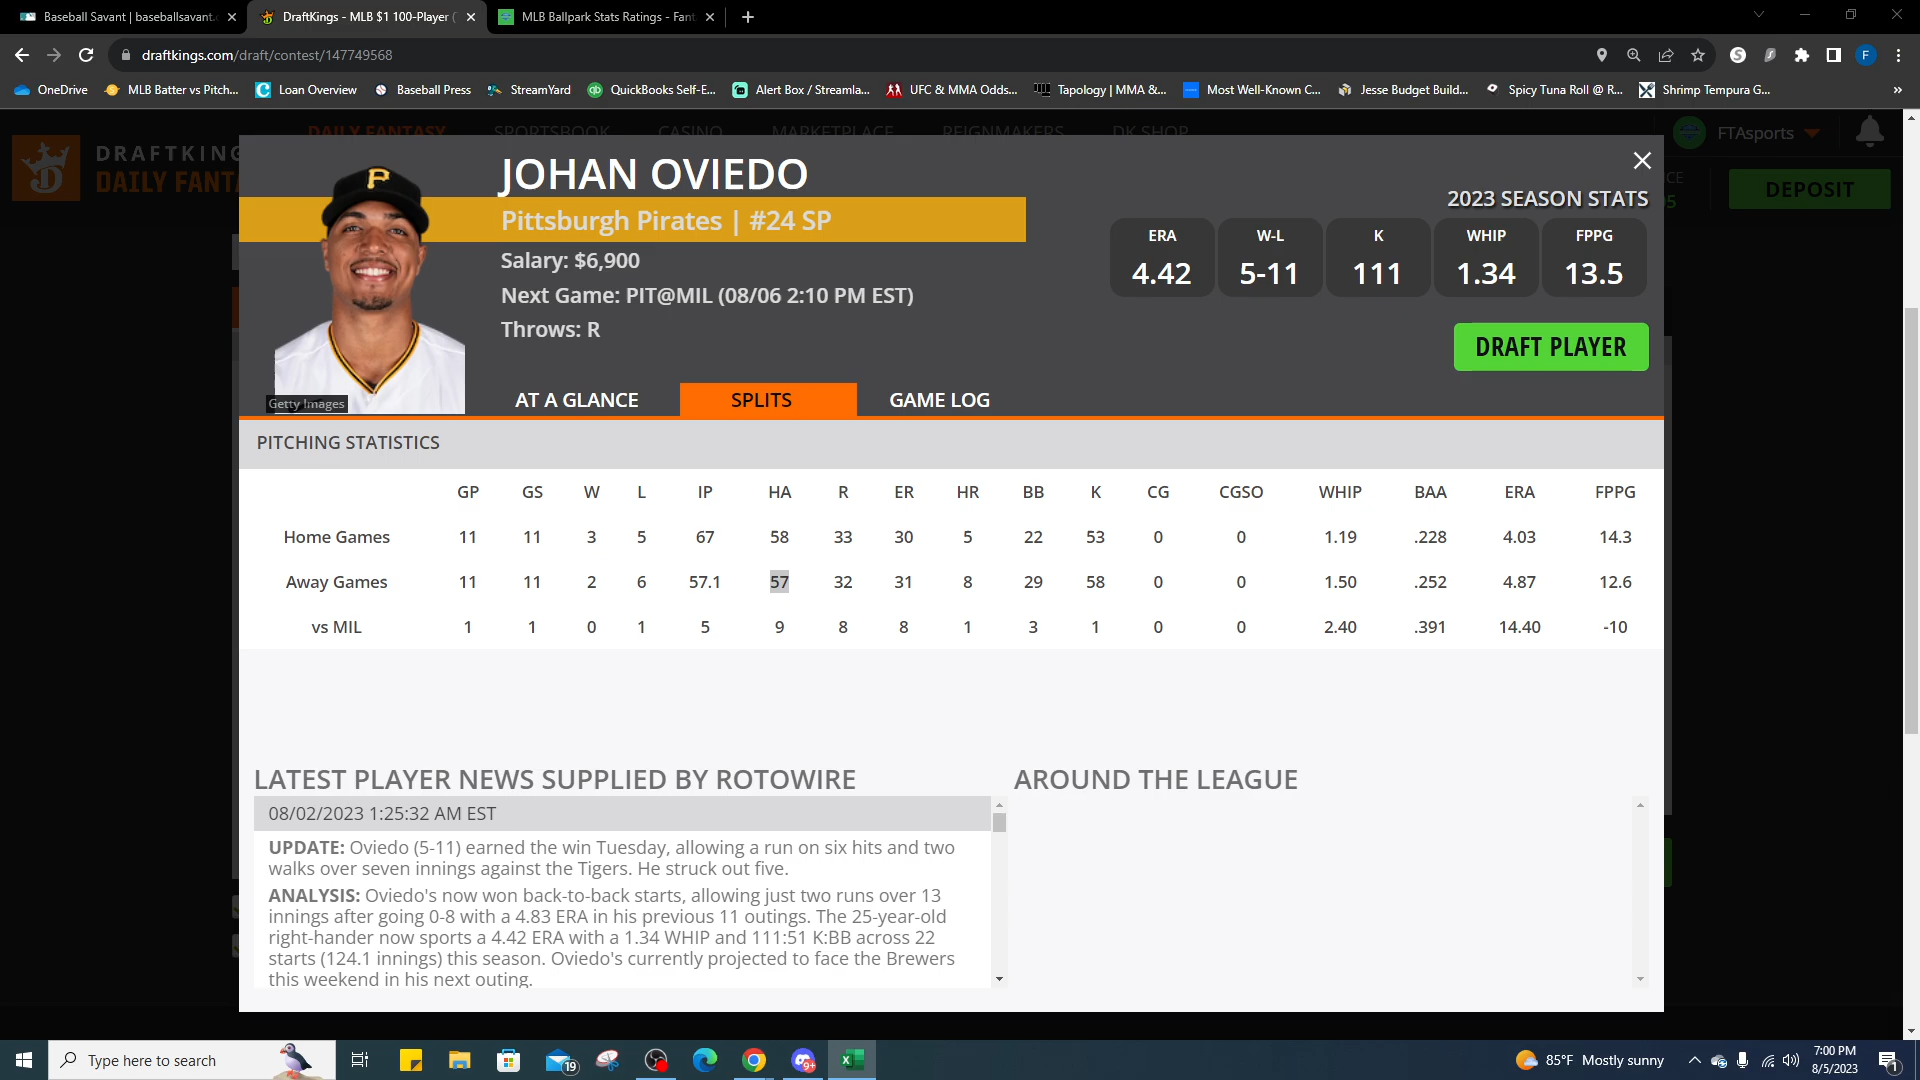 Baseball Savant | baseballsavant.
DraftKings - MLB $1 100-Player (
MLB Ballpark Stats Ratings - Fant
draftkings.com/draft/contest/147749568
OneDrive
MLB Batter vs Pitch...
Loan Overview
Baseball Press
StreamYard
QuickBooks Self-E...
Alert Box / Streamla...
UFC & MMA Odds...
Tapology | MMA &...
Most Well-Known C...
Jesse Budget Build...
Spicy Tuna Roll @ R...
Shrimp Tempura G...
DAILY FANTASY SPORTSBOOK CASINO MARKETPLACE REIGNMAKERS DK SHOP
FTAsports
DRAFTKING
DAILY FANTA
DEPOSIT
JOHAN OVIEDO
Pittsburgh Pirates | #24 SP
Salary: $6,900
Next Game: PIT@MIL (08/06 2:10 PM EST)
Throws: R
2023 SEASON STATS
ERA W-L K WHIP FPPG
4.42 5-11 111 1.34 13.5
DRAFT PLAYER
Getty Images
AT A GLANCE SPLITS GAME LOG
PITCHING STATISTICS
GP GS W L IP HA R ER HR BB K CG CGSO WHIP BAA ERA FPPG
Home Games 11 11 3 5 67 58 33 30 5 22 53 0 0 1.19 .228 4.03 14.3
Away Games 11 11 2 6 57.1 57 32 31 8 29 58 0 0 1.50 .252 4.87 12.6
vs MIL 1 1 0 1 5 9 8 8 1 3 1 0 0 2.40 .391 14.40 -10
LATEST PLAYER NEWS SUPPLIED BY ROTOWIRE
08/02/2023 1:25:32 AM EST
UPDATE: Oviedo (5-11) earned the win Tuesday, allowing a run on six hits and two
walks over seven innings against the Tigers. He struck out five.
ANALYSIS: Oviedo's now won back-to-back starts, allowing just two runs over 13
innings after going 0-8 with a 4.83 ERA in his previous 11 outings. The 25-year-old
right-hander now sports a 4.42 ERA with a 1.34 WHIP and 111:51 K:BB across 22
starts (124.1 innings) this season. Oviedo's currently projected to face the Brewers
this weekend in his next outing.
AROUND THE LEAGUE
Type here to search
19
9+
85°F Mostly sunny
7:00 PM
8/5/2023
1